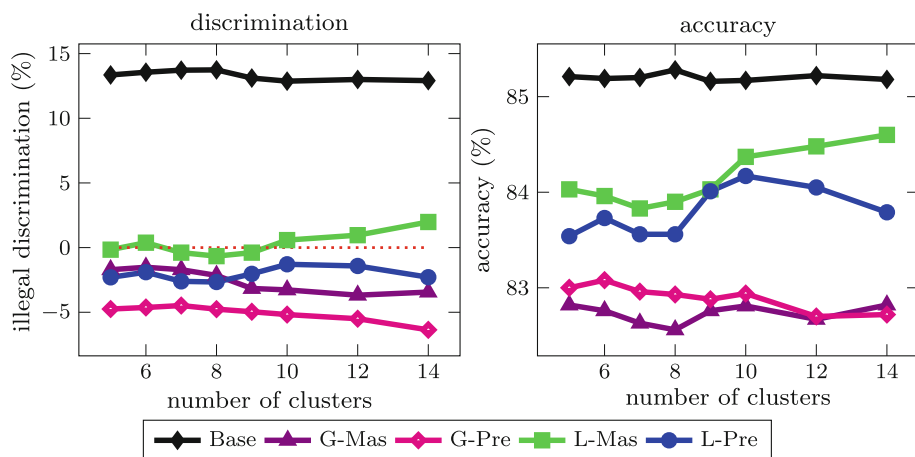 discrimination
illegal discrimination (%)
15
10
5
0
−5
6 8 10 12 14
number of clusters
accuracy
accuracy (%)
85
84
83
6 8 10 12 14
number of clusters
Base G-Mas G-Pre L-Mas L-Pre